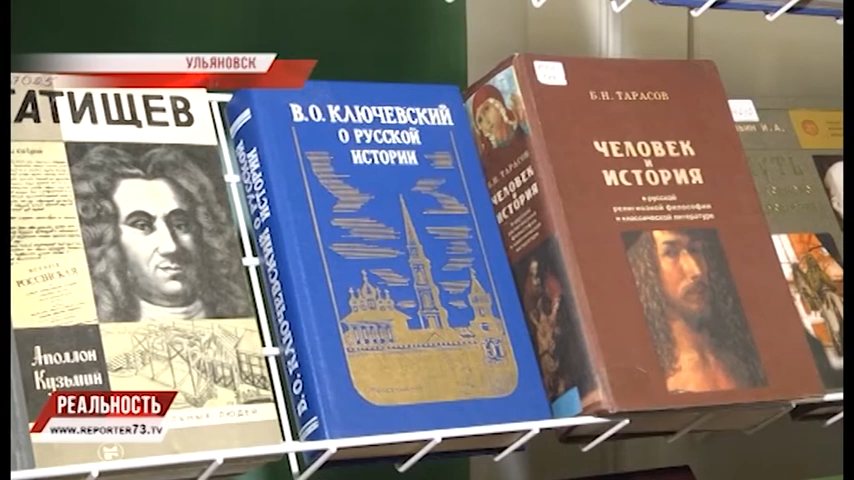 УЛЬЯНОВСК
ТАТИЩЕВ
Аполлон
Кузьмин
РОССИЙСКАЯ
В.О. КЛЮЧЕВСКИЙ
О РУССКОЙ
ИСТОРИИ
В.О. КЛЮЧЕВСКИЙ О РУССКОЙ ИСТОРИИ
Б.Н. ТАРАСОВ
ЧЕЛОВЕК
И
ИСТОРИЯ
в русской
религиозной философии
и классической литературе
Б.Н. ТАРАСОВ
ЧЕЛОВЕК
И
ИСТОРИЯ
И.А.
РЕАЛЬНОСТЬ
WWW.REPORTER73.TV